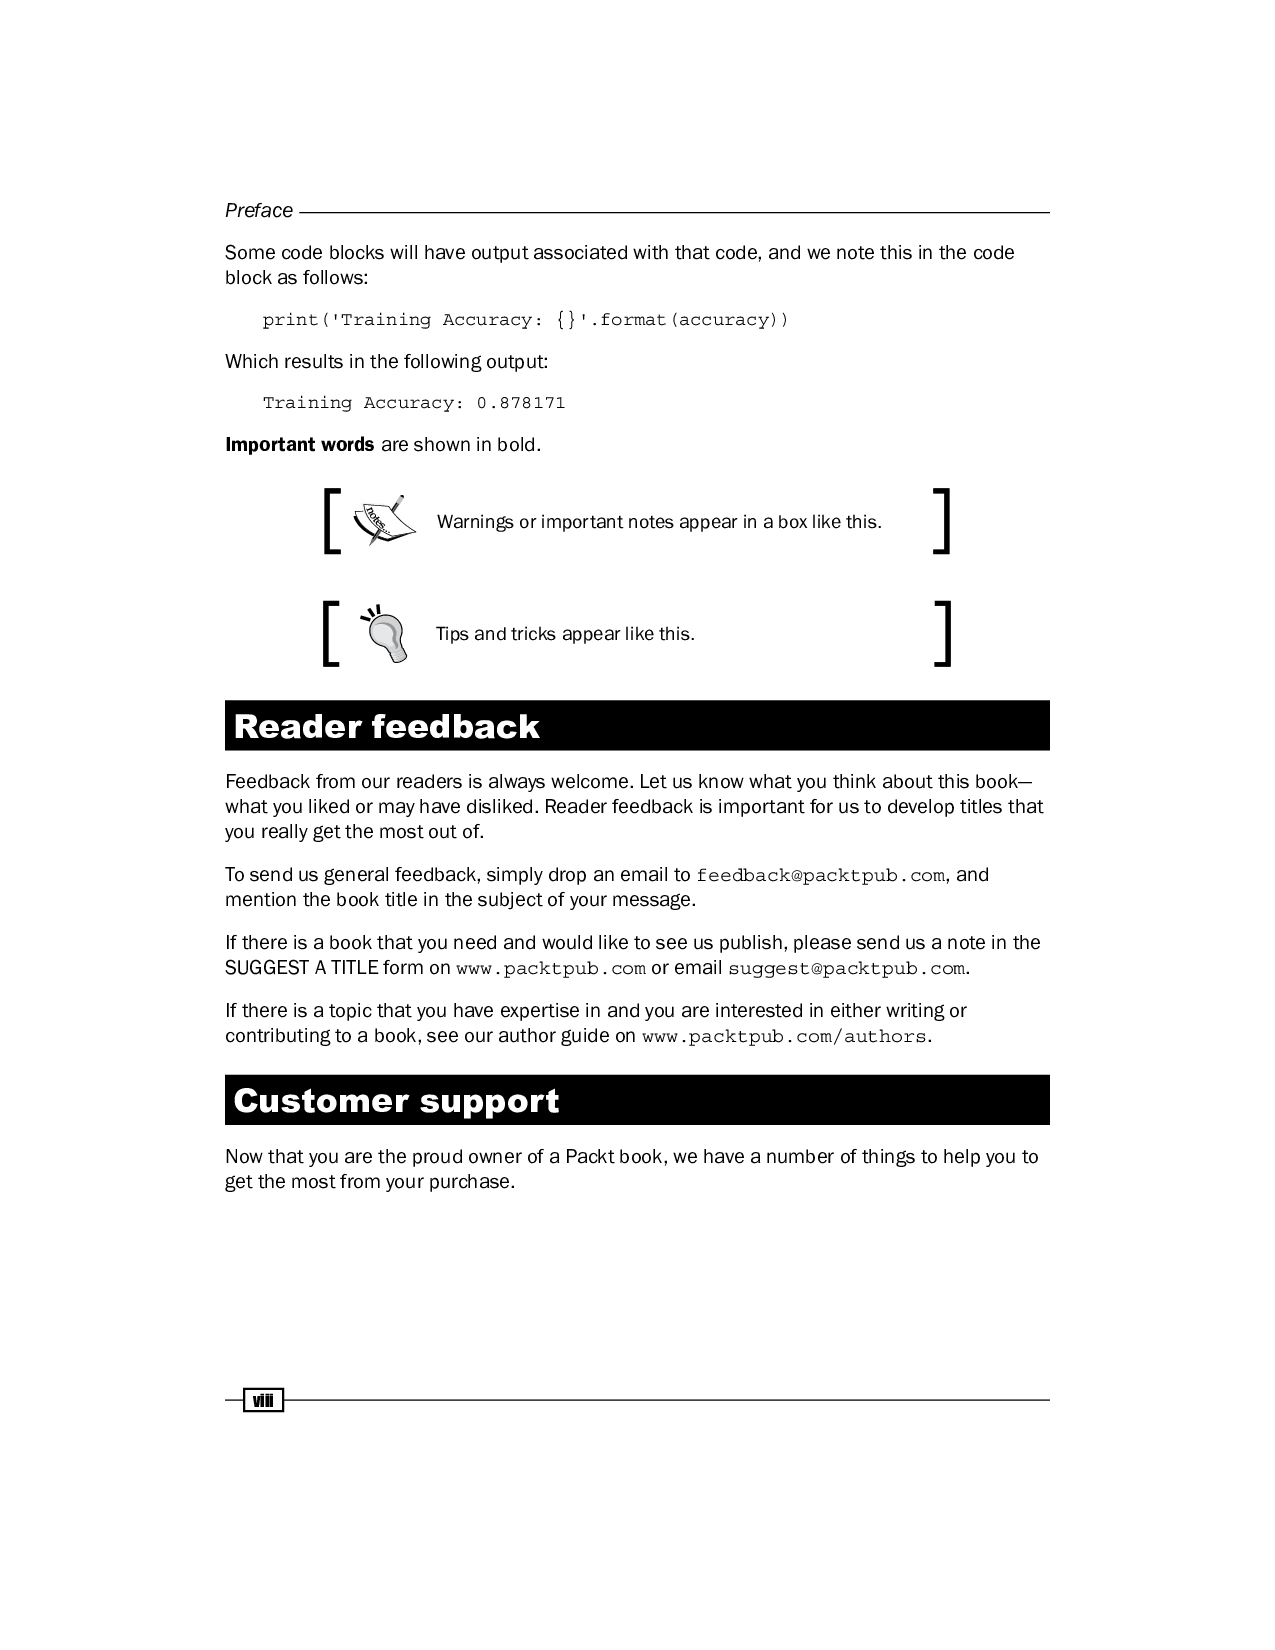 Preface
Some code blocks will have output associated with that code, and we note this in the code
block as follows:
print('Training Accuracy: {}'.format(accuracy))
Which results in the following output:
Training Accuracy: 0.878171
Important words are shown in bold.
notes...
Warnings or important notes appear in a box like this.
Tips and tricks appear like this.
Reader feedback
Feedback from our readers is always welcome. Let us know what you think about this book—
what you liked or may have disliked. Reader feedback is important for us to develop titles that
you really get the most out of.
To send us general feedback, simply drop an email to feedback@packtpub.com, and
mention the book title in the subject of your message.
If there is a book that you need and would like to see us publish, please send us a note in the
SUGGEST A TITLE form on www.packtpub.com or email suggest@packtpub.com.
If there is a topic that you have expertise in and you are interested in either writing or
contributing to a book, see our author guide on www.packtpub.com/authors.
Customer support
Now that you are the proud owner of a Packt book, we have a number of things to help you to
get the most from your purchase.
viii